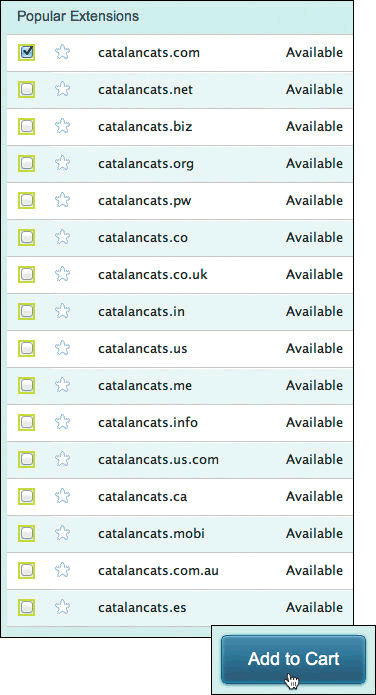 Popular Extensions
catalancats.com Available
catalancats.net Available
catalancats.biz Available
catalancats.org Available
catalancats.pw Available
catalancats.co Available
catalancats.co.uk Available
catalancats.in Available
catalancats.us Available
catalancats.me Available
catalancats.info Available
catalancats.us.com Available
catalancats.ca Available
catalancats.mobi Available
catalancats.com.au Available
catalancats.es Available
Add to Cart